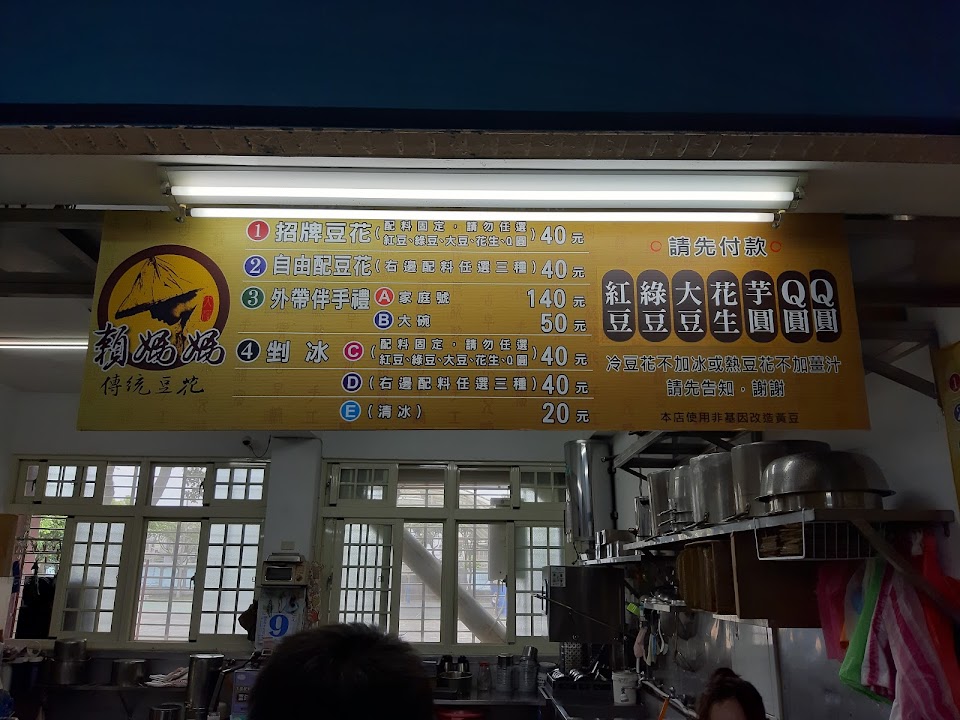 賴媽媽
傳統豆花
1 招牌豆花(配料固定，請勿任選
紅豆、綠豆、大豆、花生、Q圓) 40元
2 自由配豆花(右邊配料任選三種) 40元
3 外帶伴手禮 A 家庭號 140元
B 大碗 50元
4 剉冰 C (配料固定，請勿任選
紅豆、綠豆、大豆、花生、Q圓) 40元
D (右邊配料任選三種) 40元
E (清冰) 20元
請先付款
紅豆 綠豆 大豆 花生 芋圓 QQ圓圓
冷豆花不加冰或熱豆花不加薑汁
請先告知，謝謝
本店使用非基因改造黃豆
9